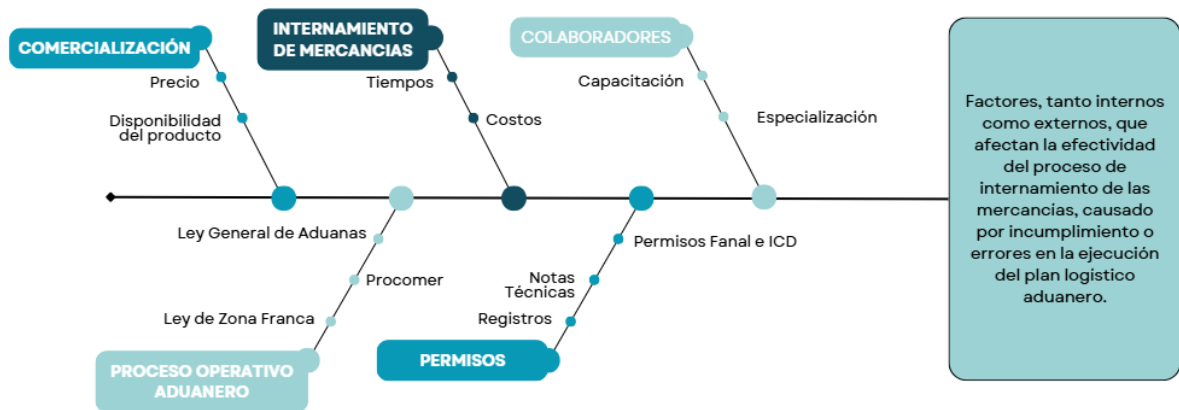 COMERCIALIZACIÓN
Precio
Disponibilidad
del producto
INTERNAMIENTO
DE MERCANCIAS
Tiempos
Costos
COLABORADORES
Capacitación
Especialización
Ley General de Aduanas
Procomer
Ley de Zona Franca
PROCESO OPERATIVO
ADUANERO
Permisos Fanal e ICD
Notas
Técnicas
Registros
PERMISOS
Factores, tanto internos
como externos, que
afectan la efectividad
del proceso de
internamiento de las
mercancías, causado
por incumplimiento o
errores en la ejecución
del plan logístico
aduanero.